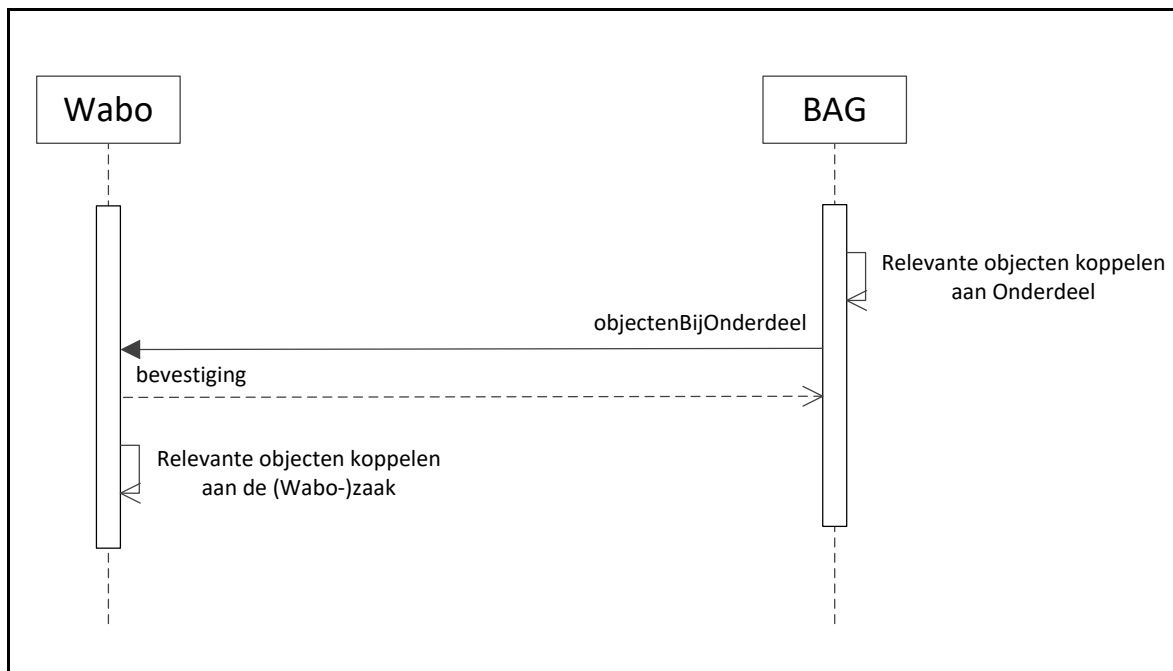 Wabo
BAG
Relevante objecten koppelen
aan Onderdeel
objectenBijOnderdeel
bevestiging
Relevante objecten koppelen
aan de (Wabo-)zaak